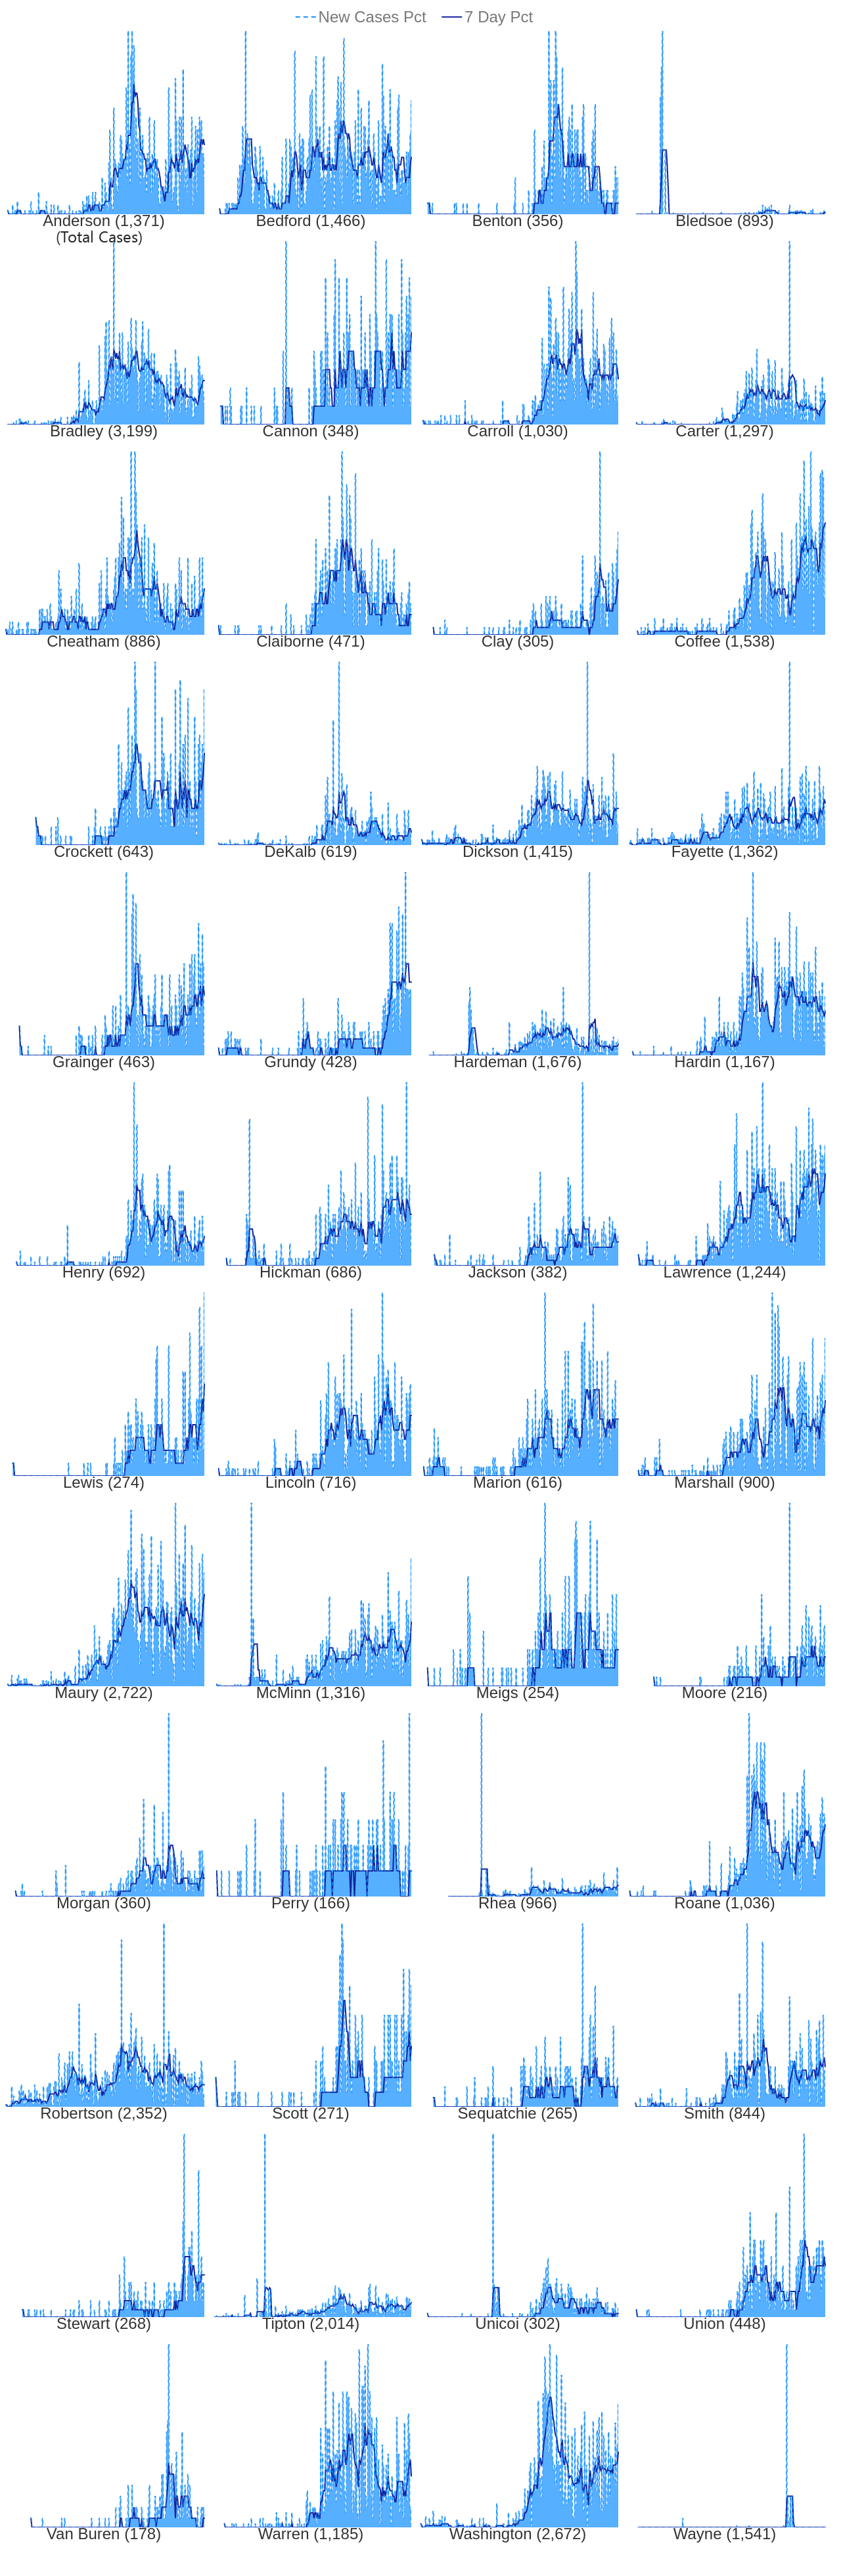 New Cases Pct 7 Day Pct
Anderson (1,371) Bedford (1,466) Benton (356) Bledsoe (893)
(Total Cases)
Bradley (3,199) Cannon (348) Carroll (1,030) Carter (1,297)
Cheatham (886) Claiborne (471) Clay (305) Coffee (1,538)
Crockett (643) DeKalb (619) Dickson (1,415) Fayette (1,362)
Grainger (463) Grundy (428) Hardeman (1,676) Hardin (1,167)
Henry (692) Hickman (686) Jackson (382) Lawrence (1,244)
Lewis (274) Lincoln (716) Marion (616) Marshall (900)
Maury (2,722) McMinn (1,316) Meigs (254) Moore (216)
Morgan (360) Perry (166) Rhea (966) Roane (1,036)
Robertson (2,352) Scott (271) Sequatchie (265) Smith (844)
Stewart (268) Tipton (2,014) Unicoi (302) Union (448)
Van Buren (178) Warren (1,185) Washington (2,672) Wayne (1,541)